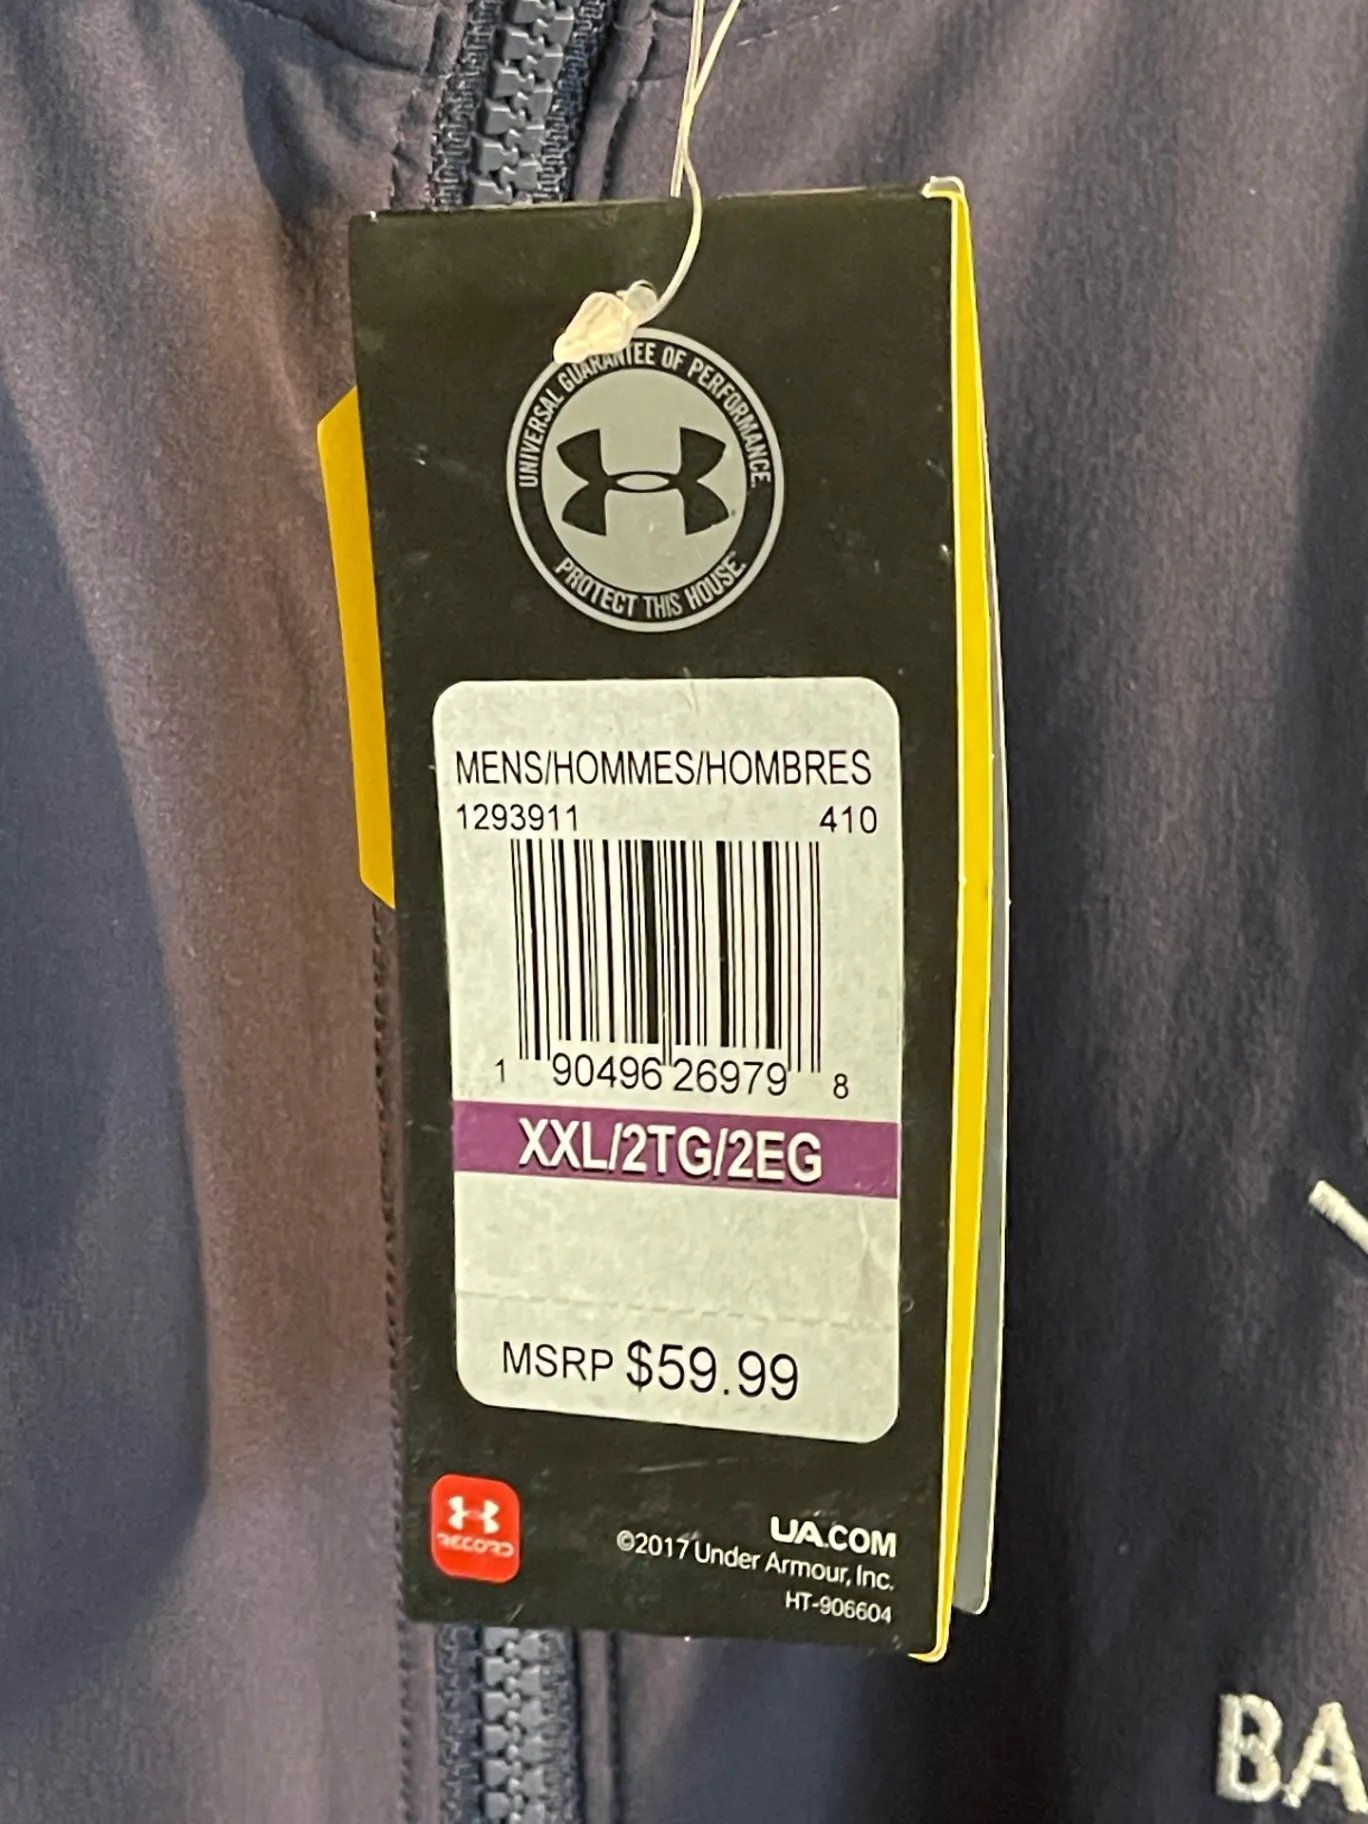 UNIVERSAL GUARANTEE OF PERFORMANCE.
PROTECT THIS HOUSE.
MENS/HOMMES/HOMBRES
1293911 410
1 90496 26979 8
XXL/2TG/2EG
MSRP $59.99
RECORD
UA.COM
©2017 Under Armour, Inc.
HT-906604
BA